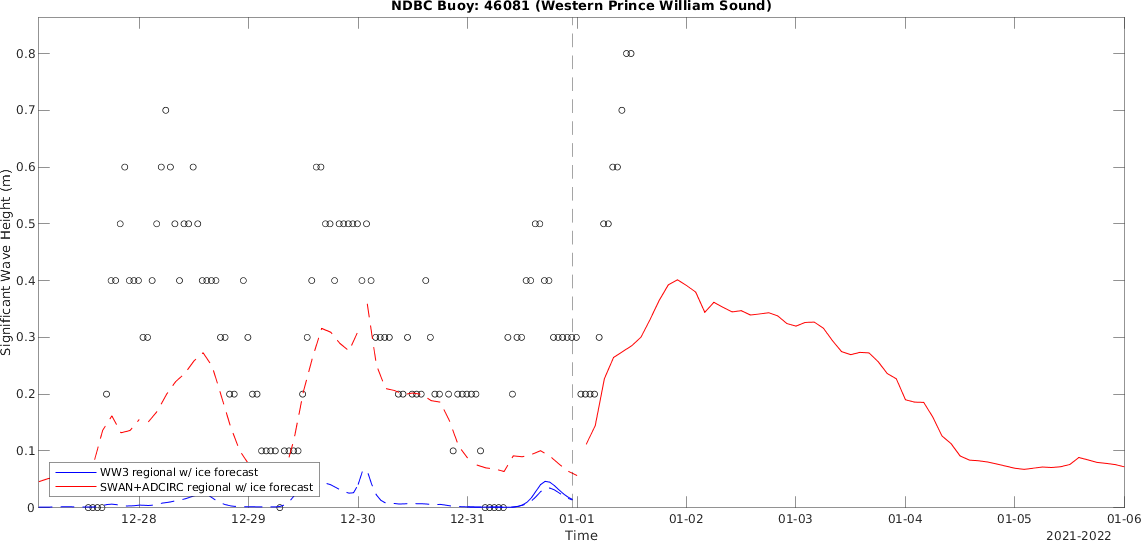 NDBC Buoy: 46081 (Western Prince William Sound)
Significant Wave Height (m)
0.8
0.7
0.6
0.5
0.4
0.3
0.2
0.1
0
WW3 regional w/ ice forecast
SWAN+ADCIRC regional w/ ice forecast
12-28 12-29 12-30 12-31 01-01 01-02 01-03 01-04 01-05 01-06
Time
2021-2022